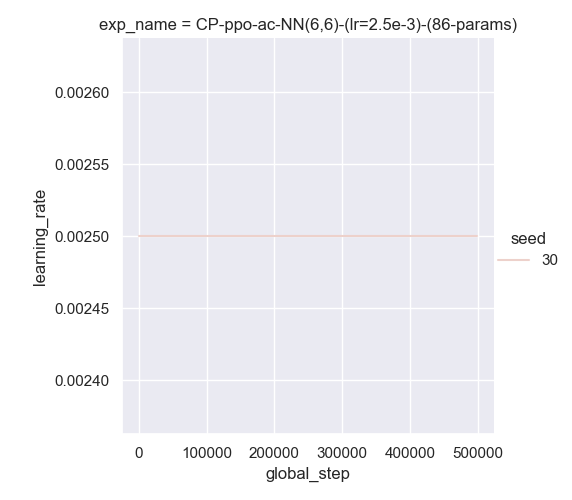 exp_name = CP-ppo-ac-NN(6,6)-(lr=2.5e-3)-(86-params)
0.00260
0.00255
0.00250
0.00245
0.00240
learning_rate
0 100000 200000 300000 400000 500000
global_step
seed
30